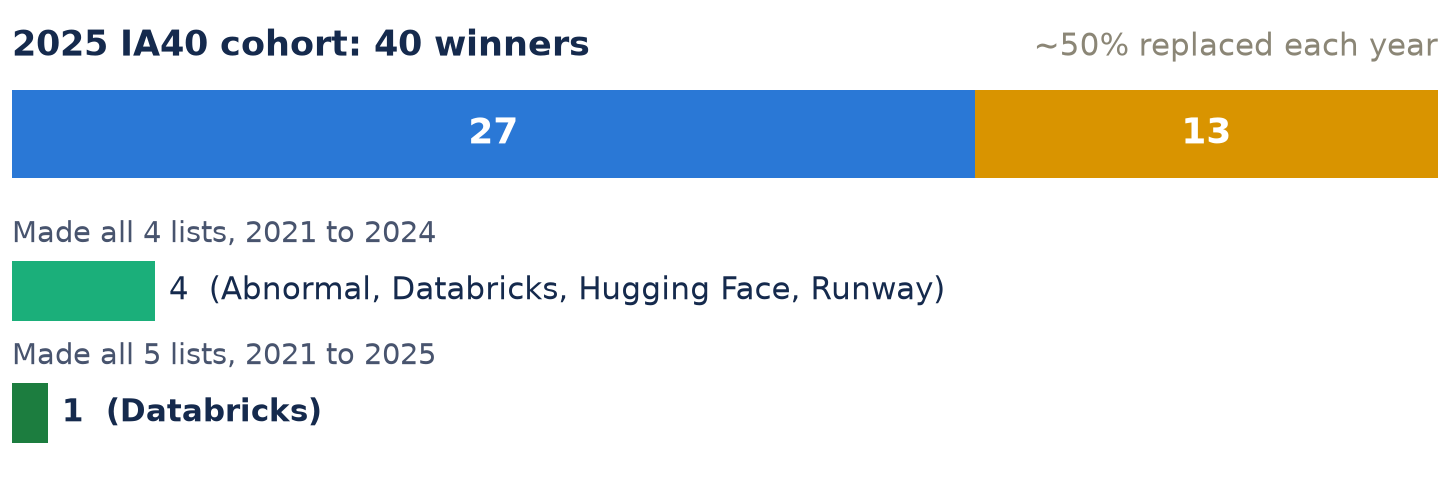 2025 IA40 cohort: 40 winners
~50% replaced each year
27
13
Made all 4 lists, 2021 to 2024
4 (Abnormal, Databricks, Hugging Face, Runway)
Made all 5 lists, 2021 to 2025
1 (Databricks)